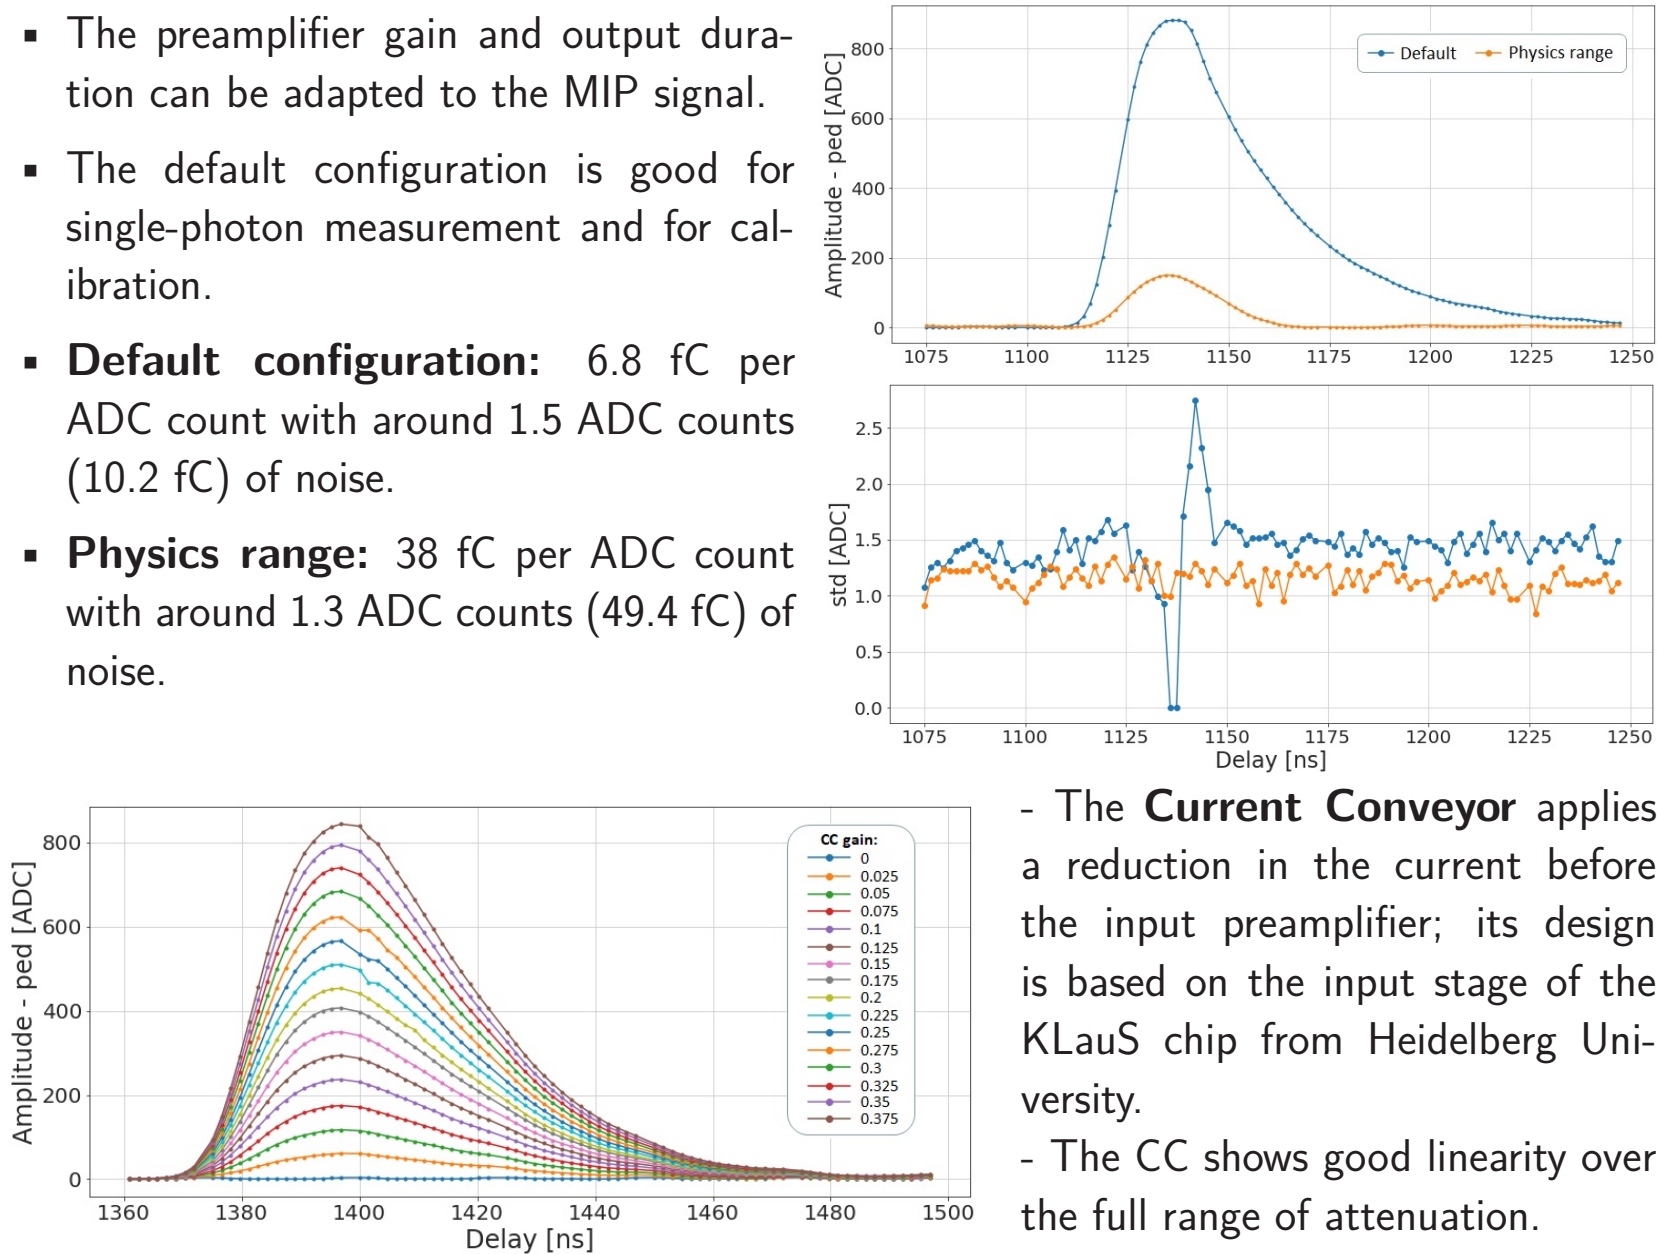 ▪ The preamplifier gain and output dura-
tion can be adapted to the MIP signal.
▪ The default configuration is good for
single-photon measurement and for cal-
ibration.
▪ Default configuration: 6.8 fC per
ADC count with around 1.5 ADC counts
(10.2 fC) of noise.
▪ Physics range: 38 fC per ADC count
with around 1.3 ADC counts (49.4 fC) of
noise.
Amplitude - ped [ADC]
800
600
400
200
0
Default Physics range
1075 1100 1125 1150 1175 1200 1225 1250
std [ADC]
2.5
2.0
1.5
1.0
0.5
0.0
1075 1100 1125 1150 1175 1200 1225 1250
Delay [ns]
Amplitude - ped [ADC]
800
600
400
200
0
CC gain:
0
0.025
0.05
0.075
0.1
0.125
0.15
0.175
0.2
0.225
0.25
0.275
0.3
0.325
0.35
0.375
1360 1380 1400 1420 1440 1460 1480 1500
Delay [ns]
- The Current Conveyor applies
a reduction in the current before
the input preamplifier; its design
is based on the input stage of the
KLauS chip from Heidelberg Uni-
versity.
- The CC shows good linearity over
the full range of attenuation.